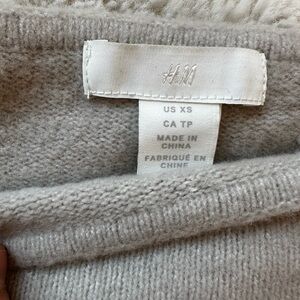 H&M
US XS
CA TP
MADE IN
CHINA
FABRIQUÉ EN
CHINE